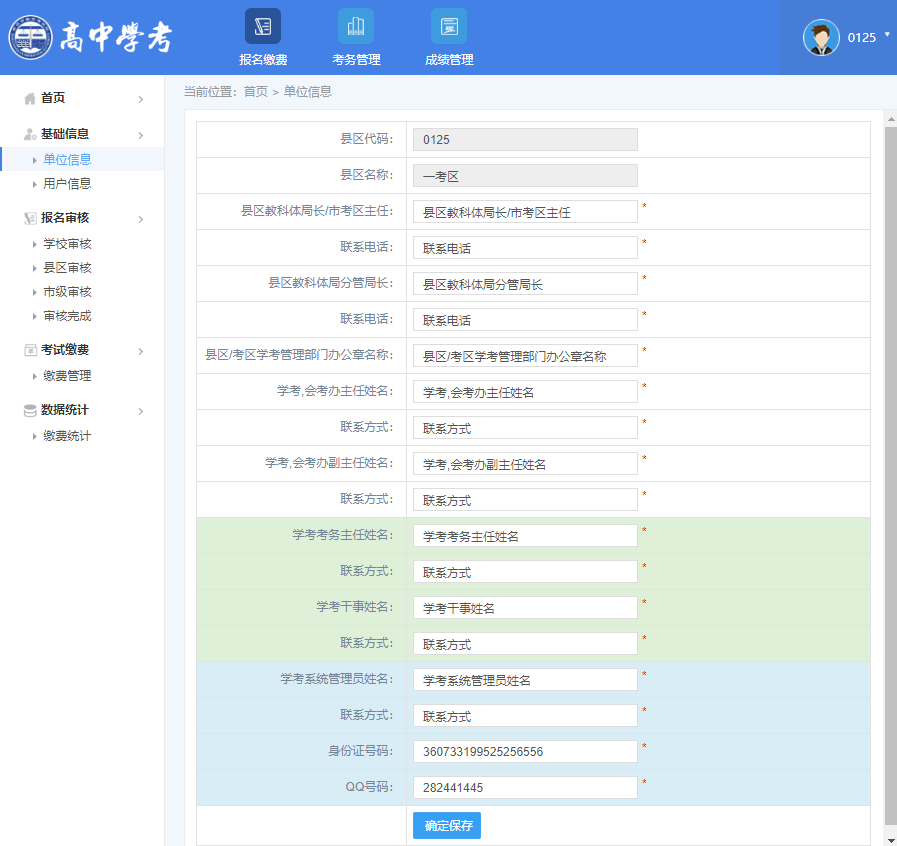 高中學考
报名缴费
考务管理
成绩管理
0125
首页
基础信息
单位信息
用户信息
报名审核
学校审核
县区审核
市级审核
审核完成
考试缴费
缴费管理
数据统计
缴费统计
当前位置: 首页 > 单位信息
县区代码: 0125
县区名称: 一考区
县区教科体局长/市考区主任: 县区教科体局长/市考区主任 *
联系电话: 联系电话 *
县区教科体局分管局长: 县区教科体局分管局长 *
联系电话: 联系电话 *
县区/考区学考管理部门办公章名称: 县区/考区学考管理部门办公章名称 *
学考,会考办主任姓名: 学考,会考办主任姓名 *
联系方式: 联系方式 *
学考,会考办副主任姓名: 学考,会考办副主任姓名 *
联系方式: 联系方式 *
学考考务主任姓名: 学考考务主任姓名 *
联系方式: 联系方式 *
学考干事姓名: 学考干事姓名 *
联系方式: 联系方式 *
学考系统管理员姓名: 学考系统管理员姓名 *
联系方式: 联系方式 *
身份证号码: 360733199525256556 *
QQ号码: 282441445 *
确定保存